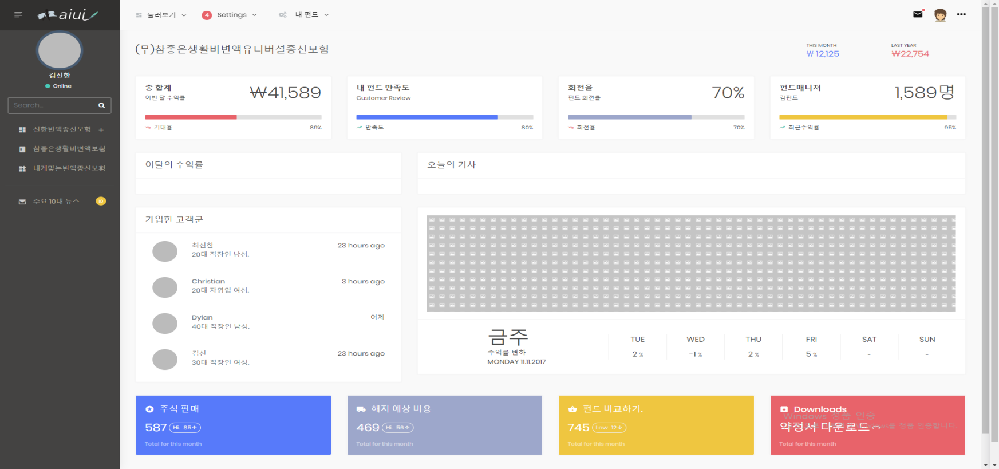 aiui
둘러보기
4 Settings
내 펀드
김신한
Online
Search...
신한변액종신보험 +
참좋은생활비변액보험
내게맞는변액종신보험
주요 10대 뉴스 10
(무)참좋은생활비변액유니버설종신보험
THIS MONTH
₩ 12,125
LAST YEAR
₩22,754
총 합계
이번 달 수익률
₩41,589
기대율 89%
내 펀드 만족도
Customer Review
만족도 80%
회전율
펀드 회전율
70%
회전율 70%
펀드매니저
김펀드
1,589명
최근수익률 95%
이달의 수익률
오늘의 기사
가입한 고객군
최신한 23 hours ago
20대 직장인 남성.
Christian 3 hours ago
20대 자영업 여성.
Dylan 어제
40대 직장인 남성.
김신 23 hours ago
30대 직장인 여성.
금주
수익률 변화
MONDAY 11.11.2017
TUE WED THU FRI SAT SUN
2 % -1 % 2 % 5 % - -
주식 판매
587 Hi. 85↑
Total for this month
해지 예상 비용
469 Hi. 56↑
Total for this month
펀드 비교하기.
745 Low 12↓
Total for this month
Downloads
약정서 다운로드
Total for this month
Windows 정품 인증
Windows를 정품 인증합니다.